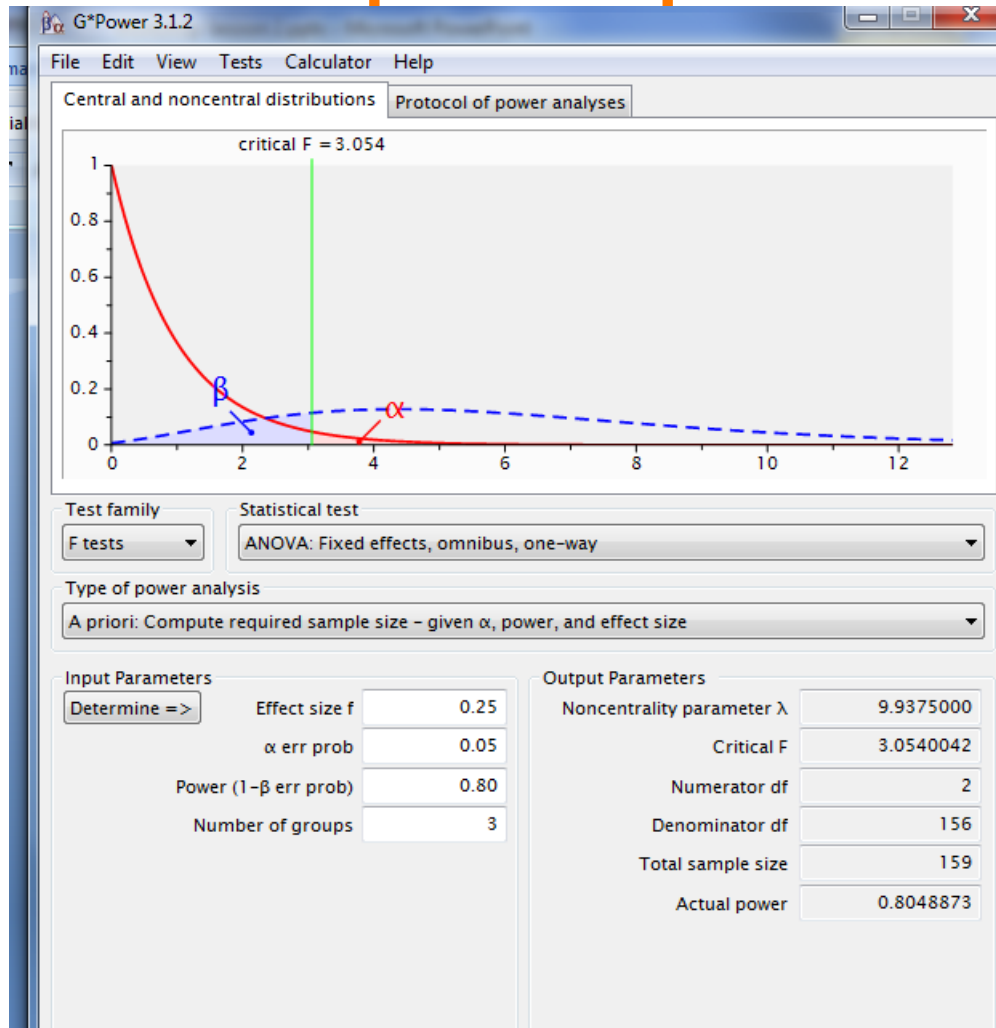 βα G*Power 3.1.2
File Edit View Tests Calculator Help
Central and noncentral distributions Protocol of power analyses
critical F = 3.054
1
0.8
0.6
0.4
0.2
0
β
α
0 2 4 6 8 10 12
Test family Statistical test
F tests ANOVA: Fixed effects, omnibus, one-way
Type of power analysis
A priori: Compute required sample size - given α, power, and effect size
Input Parameters Output Parameters
Determine => Effect size f 0.25 Noncentrality parameter λ 9.9375000
α err prob 0.05 Critical F 3.0540042
Power (1-β err prob) 0.80 Numerator df 2
Number of groups 3 Denominator df 156
Total sample size 159
Actual power 0.8048873